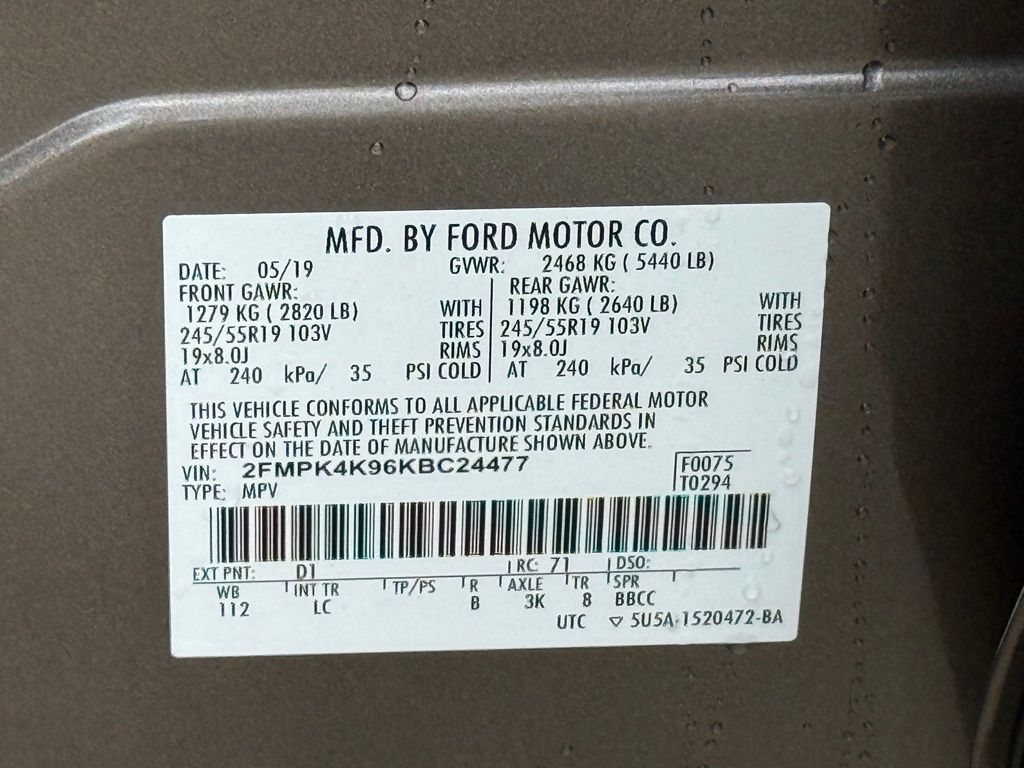 MFD. BY FORD MOTOR CO.
DATE: 05/19 GVWR: 2468 KG ( 5440 LB)
FRONT GAWR: REAR GAWR:
1279 KG ( 2820 LB) WITH 1198 KG ( 2640 LB) WITH
245/55R19 103V TIRES 245/55R19 103V TIRES
19x8.0J RIMS 19x8.0J RIMS
AT 240 kPa/ 35 PSI COLD AT 240 kPa/ 35 PSI COLD
THIS VEHICLE CONFORMS TO ALL APPLICABLE FEDERAL MOTOR
VEHICLE SAFETY AND THEFT PREVENTION STANDARDS IN
EFFECT ON THE DATE OF MANUFACTURE SHOWN ABOVE.
VIN: 2FMPK4K96KBC24477 F0075
TYPE: MPV T0294
EXT PNT: D1 RC: 71 DSO:
WB INT TR TP/PS R AXLE TR SPR
112 LC B 3K 8 BBCC
UTC ▽ 5U5A-1520472-BA